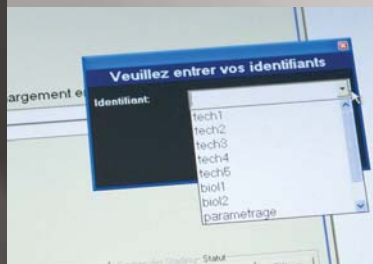 Veuillez entrer vos identifiants
argement e
Identifiant:
tech1
tech2
tech3
tech4
tech5
biol1
biol2
parametrage
Statut